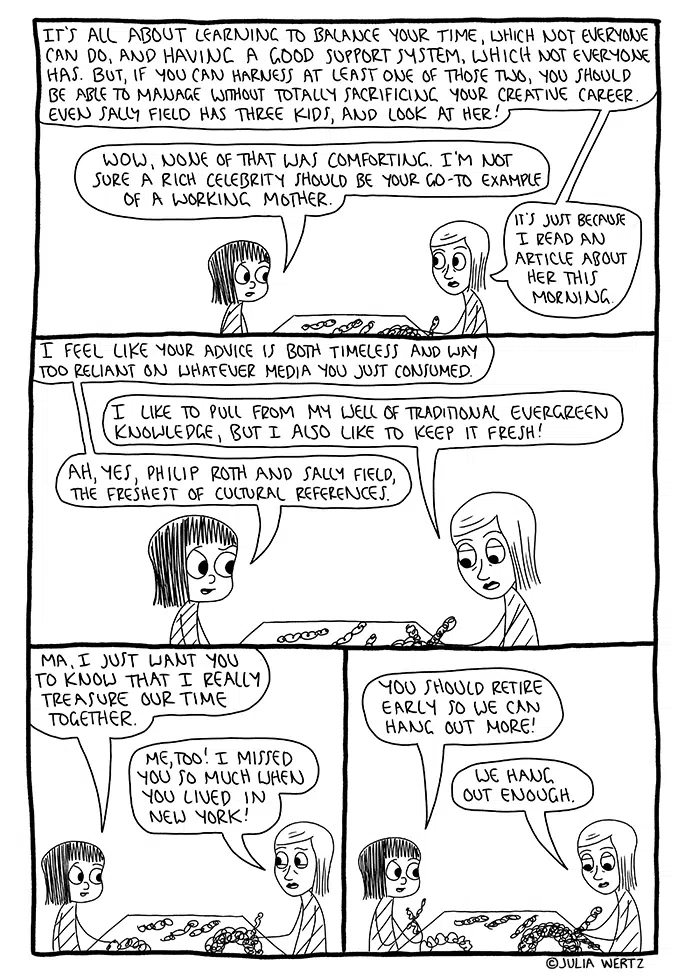 IT'S ALL ABOUT LEARNING TO BALANCE YOUR TIME, WHICH NOT EVERYONE
CAN DO, AND HAVING A GOOD SUPPORT SYSTEM, WHICH NOT EVERYONE
HAS. BUT, IF YOU CAN HARNESS AT LEAST ONE OF THOSE TWO, YOU SHOULD
BE ABLE TO MANAGE WITHOUT TOTALLY SACRIFICING YOUR CREATIVE CAREER.
EVEN SALLY FIELD HAS THREE KIDS, AND LOOK AT HER!
WOW, NONE OF THAT WAS COMFORTING. I'M NOT
SURE A RICH CELEBRITY SHOULD BE YOUR GO-TO EXAMPLE
OF A WORKING MOTHER.
IT'S JUST BECAUSE
I READ AN
ARTICLE ABOUT
HER THIS
MORNING.
I FEEL LIKE YOUR ADVICE IS BOTH TIMELESS AND WAY
TOO RELIANT ON WHATEVER MEDIA YOU JUST CONSUMED.
I LIKE TO PULL FROM MY WELL OF TRADITIONAL EVERGREEN
KNOWLEDGE, BUT I ALSO LIKE TO KEEP IT FRESH!
AH, YES, PHILIP ROTH AND SALLY FIELD,
THE FRESHEST OF CULTURAL REFERENCES.
MA, I JUST WANT YOU
TO KNOW THAT I REALLY
TREASURE OUR TIME
TOGETHER.
ME, TOO! I MISSED
YOU SO MUCH WHEN
YOU LIVED IN
NEW YORK!
YOU SHOULD RETIRE
EARLY SO WE CAN
HANG OUT MORE!
WE HANG
OUT ENOUGH.
©JULIA WERTZ